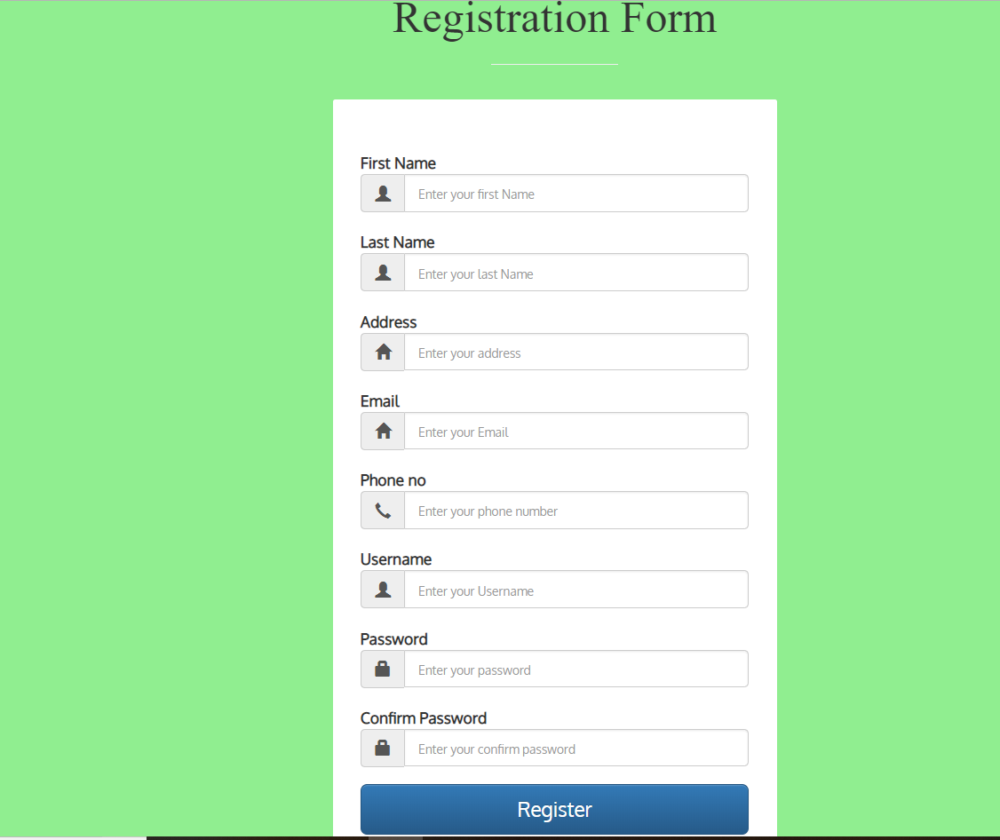 Registration Form
First Name
Enter your first Name
Last Name
Enter your last Name
Address
Enter your address
Email
Enter your Email
Phone no
Enter your phone number
Username
Enter your Username
Password
Enter your password
Confirm Password
Enter your confirm password
Register